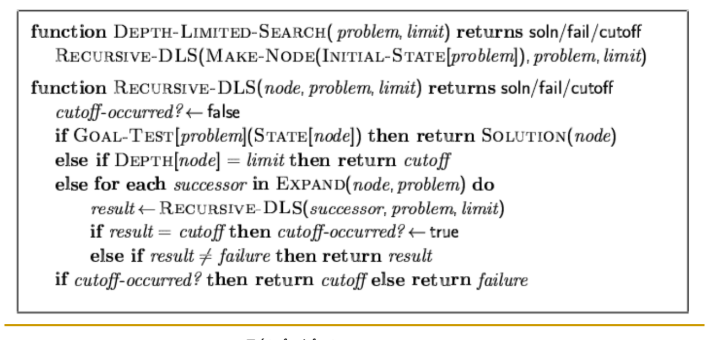 function DEPTH-LIMITED-SEARCH( problem, limit) returns soln/fail/cutoff
RECURSIVE-DLS(MAKE-NODE(INITIAL-STATE[problem]), problem, limit)
function RECURSIVE-DLS(node, problem, limit) returns soln/fail/cutoff
cutoff-occurred? ← false
if GOAL-TEST[problem](STATE[node]) then return SOLUTION(node)
else if DEPTH[node] = limit then return cutoff
else for each successor in EXPAND(node, problem) do
result ← RECURSIVE-DLS(successor, problem, limit)
if result = cutoff then cutoff-occurred? ← true
else if result ≠ failure then return result
if cutoff-occurred? then return cutoff else return failure